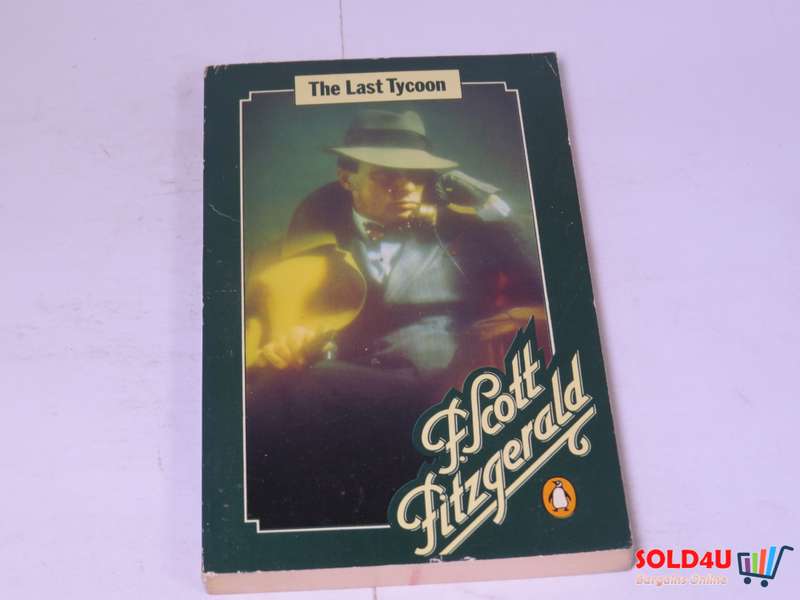 The Last Tycoon
F. Scott
Fitzgerald
SOLD4U
Bargains Online